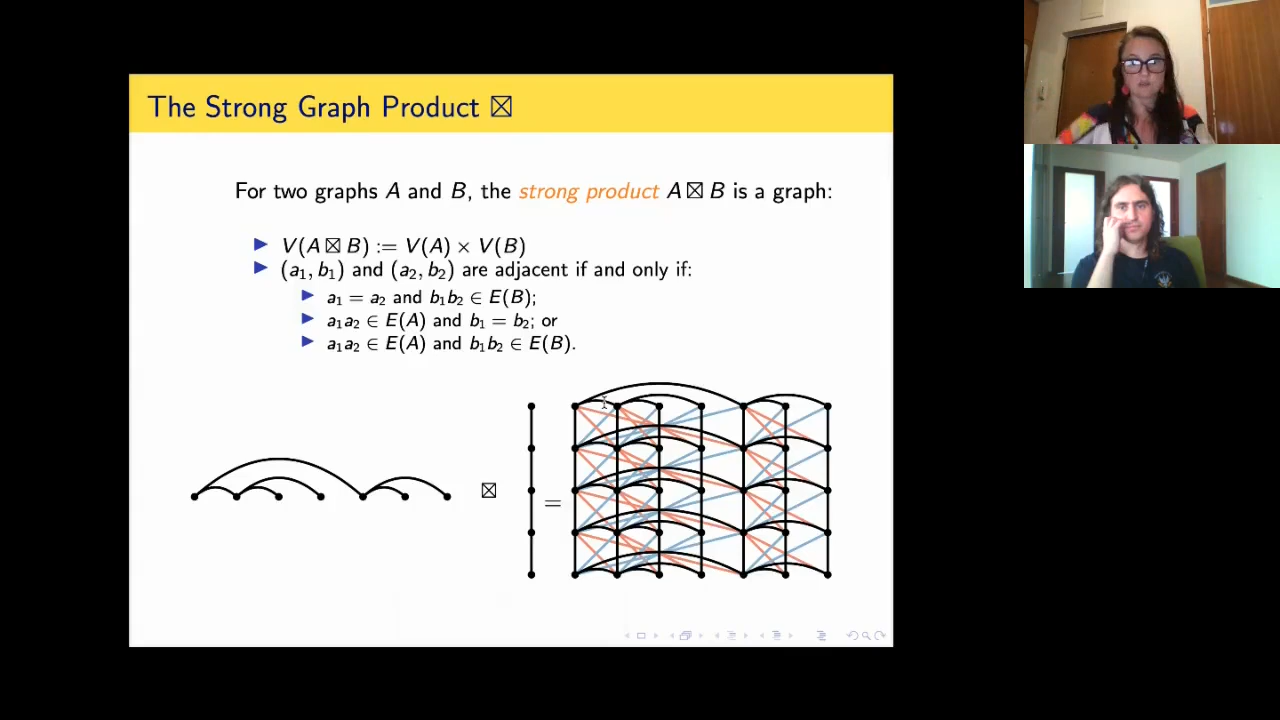 The Strong Graph Product ⊠
For two graphs A and B, the strong product A ⊠ B is a graph:
V(A ⊠ B) := V(A) × V(B)
(a₁, b₁) and (a₂, b₂) are adjacent if and only if:
a₁ = a₂ and b₁b₂ ∈ E(B);
a₁a₂ ∈ E(A) and b₁ = b₂; or
a₁a₂ ∈ E(A) and b₁b₂ ∈ E(B).
⊠ =